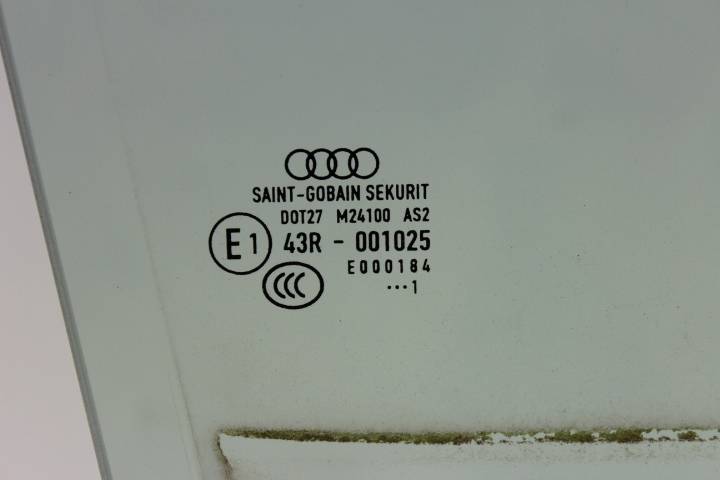 SAINT-GOBAIN SEKURIT
DOT27 M24100 AS2
E1 43R - 001025
E000184
CCC ···1